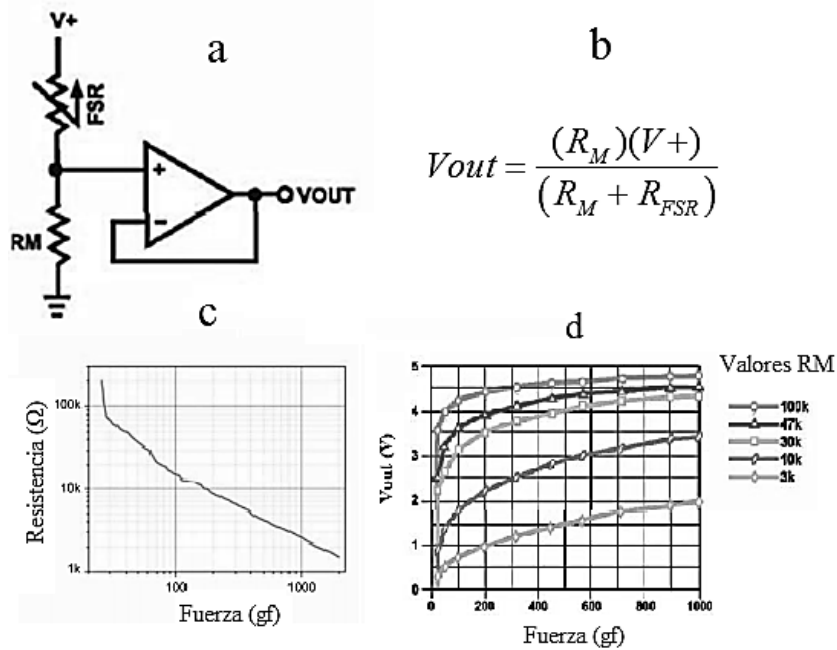 a
V+
FSR
RM
+
−
VOUT
b
Vout = (R_M)(V+) / (R_M + R_FSR)
c
Resistencia (Ω)
100k
10k
1k
100
1000
Fuerza (gf)
d
Vout (V)
5
4
3
2
1
0
0
200
400
600
800
1000
Fuerza (gf)
Valores RM
100k
47k
30k
10k
3k